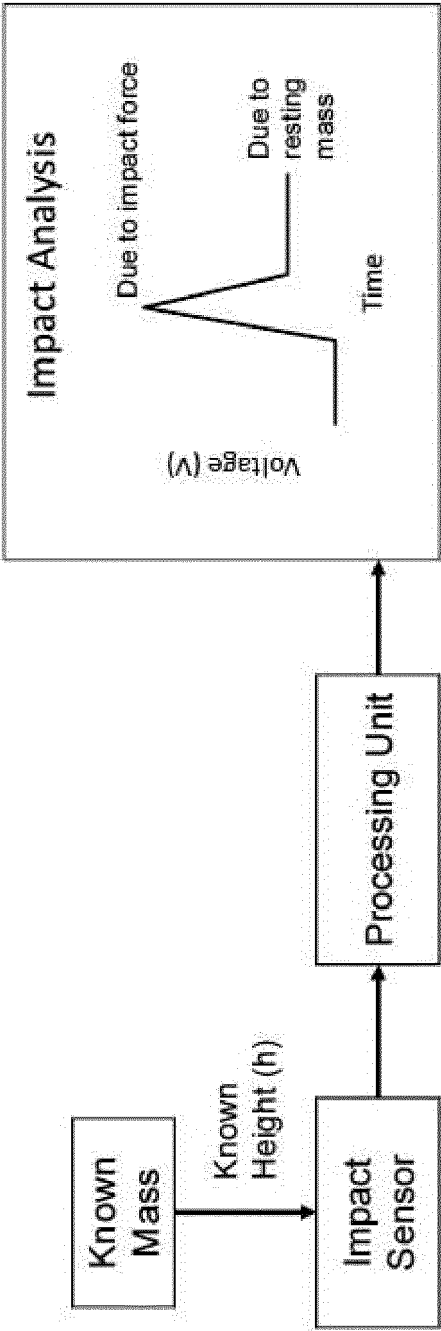 Known
Mass
Known
Height (h)
Impact
Sensor
Processing Unit
Impact Analysis
Voltage (V)
Due to impact force
Due to
resting
mass
Time